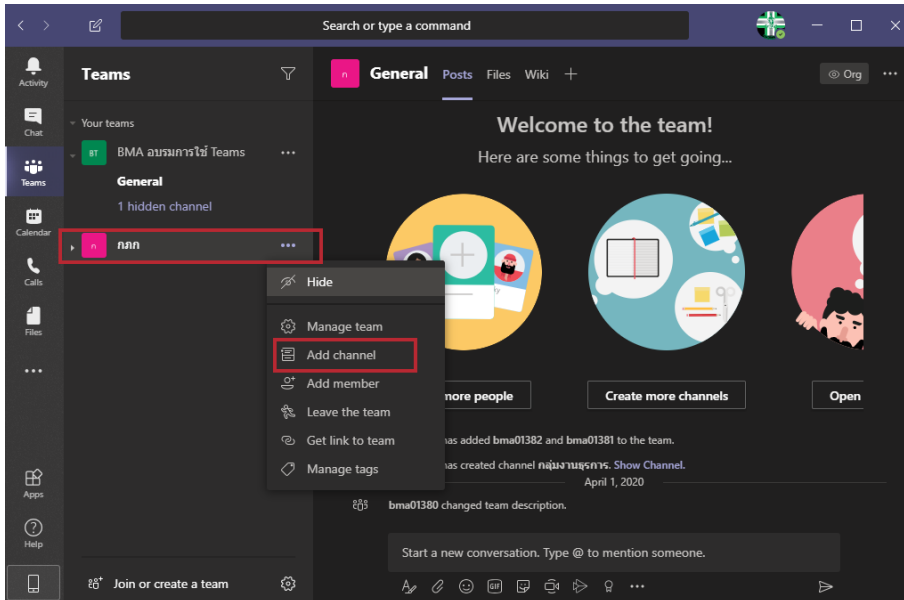 Search or type a command
Activity
Chat
Teams
Calendar
Calls
Files
Apps
Help
Teams
Your teams
BT
BMA อบรมการใช้ Teams
General
1 hidden channel
ก
กภก
Join or create a team
Hide
Manage team
Add channel
Add member
Leave the team
Get link to team
Manage tags
ก
General Posts Files Wiki
Org
Welcome to the team!
Here are some things to get going...
more people
Create more channels
Open
has added bma01382 and bma01381 to the team.
has created channel กลุ่มงานธุรการ. Show Channel.
April 1, 2020
bma01380 changed team description.
Start a new conversation. Type @ to mention someone.
GIF